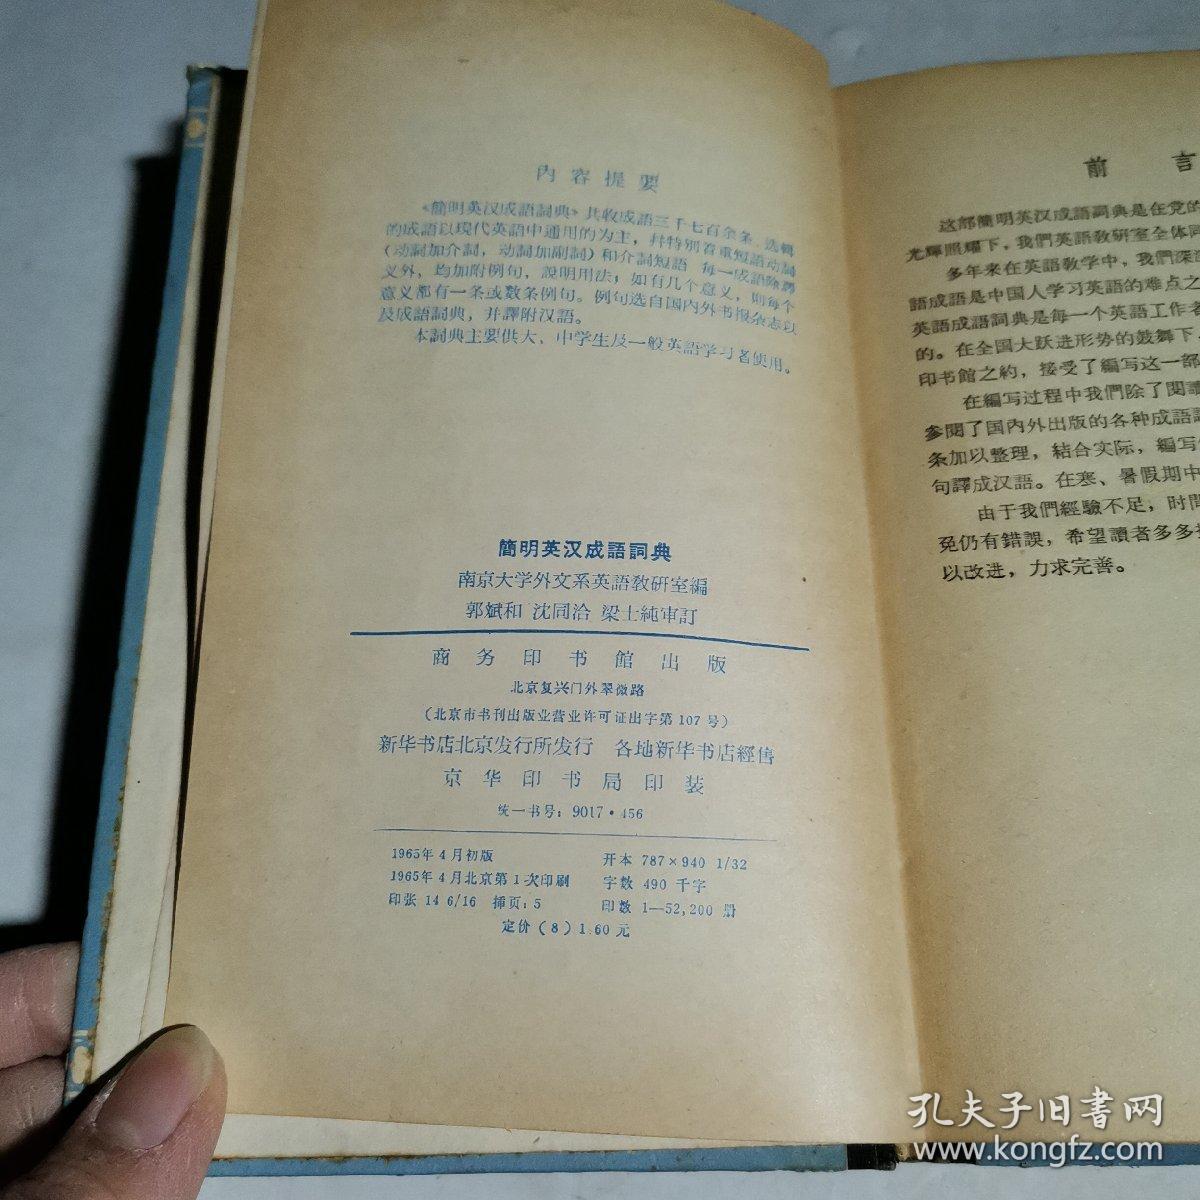 內容提要
《簡明英汉成語詞典》共收成語三千七百余条、选輯
的成語以現代英語中通用的为主，幷特別着重短語动詞
(动詞加介詞，动詞加副詞)和介詞短語 每一成語除释
义外，均加附例句，說明用法；如有几个意义，则每个
意义都有一条或数条例句。例句选自国内外书报杂志以
及成語詞典，并譯附汉語。
本詞典主要供大、中学生及一般英語学习者使用。
簡明英汉成語詞典
南京大学外文系英語敎研室編
郭斌和 沈同洽 梁士純审訂
商务印书館出版
北京复兴门外翠微路
(北京市书刊出版业营业许可证出字第107号)
新华书店北京发行所发行 各地新华书店經售
京华印书局印装
统一书号：9017·456
1965年4月初版 开本 787×940 1/32
1965年4月北京第1次印刷 字数 490 千字
印张 14 6/16 插页：5 印数 1—52,200 册
定价(8)1.60元
前言
这部簡明英汉成語詞典是在党的
光輝照耀下，我們英語敎研室全体同
多年来在英語敎学中，我們深
語成語是中国人学习英語的难点之
英語成語詞典是每一个英語工作者
的。在全国大跃进形势的鼓舞下，
印书館之約，接受了編写这一部
在編写过程中我們除了閱讀
参閱了国内外出版的各种成語
条加以整理，結合实际，編写
句譯成汉語。在寒、暑假期中
由于我們經驗不足，时間
免仍有錯誤，希望讀者多多
以改进，力求完善。
孔夫子旧書网
www.kongfz.com